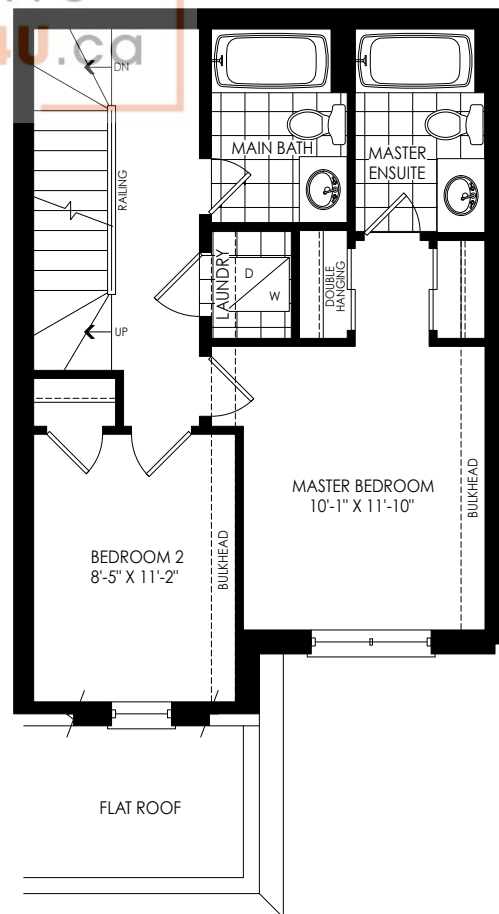 4U.ca
DN
RAILING
UP
MAIN BATH
MASTER
ENSUITE
LAUNDRY
D
W
DOUBLE
HANGING
MASTER BEDROOM
10'-1" X 11'-10"
BULKHEAD
BEDROOM 2
8'-5" X 11'-2"
BULKHEAD
FLAT ROOF